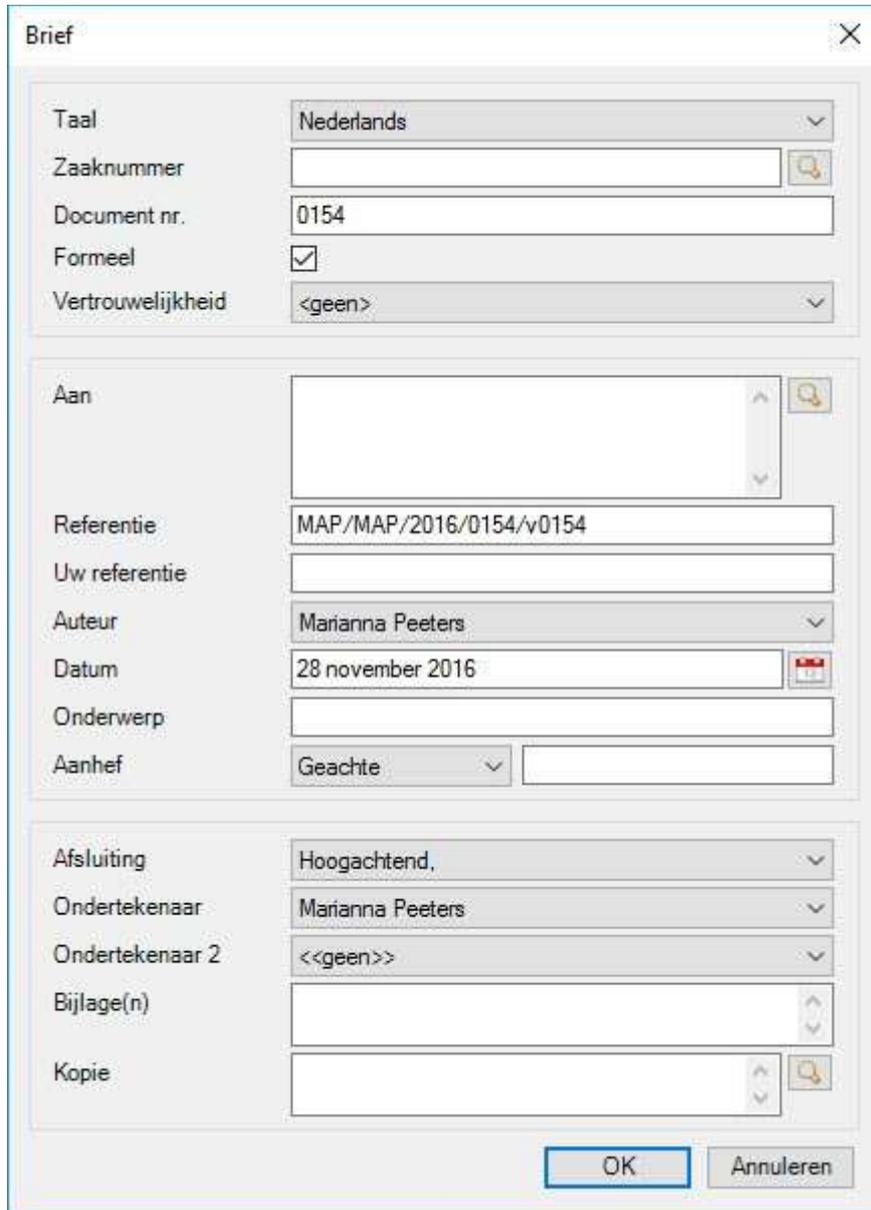 Brief
Taal Nederlands
Zaaknummer
Document nr. 0154
Formeel
Vertrouwelijkheid <geen>
Aan
Referentie MAP/MAP/2016/0154/v0154
Uw referentie
Auteur Marianna Peeters
Datum 28 november 2016
Onderwerp
Aanhef Geachte
Afsluiting Hoogachtend,
Ondertekenaar Marianna Peeters
Ondertekenaar 2 <<geen>>
Bijlage(n)
Kopie
OK Annuleren